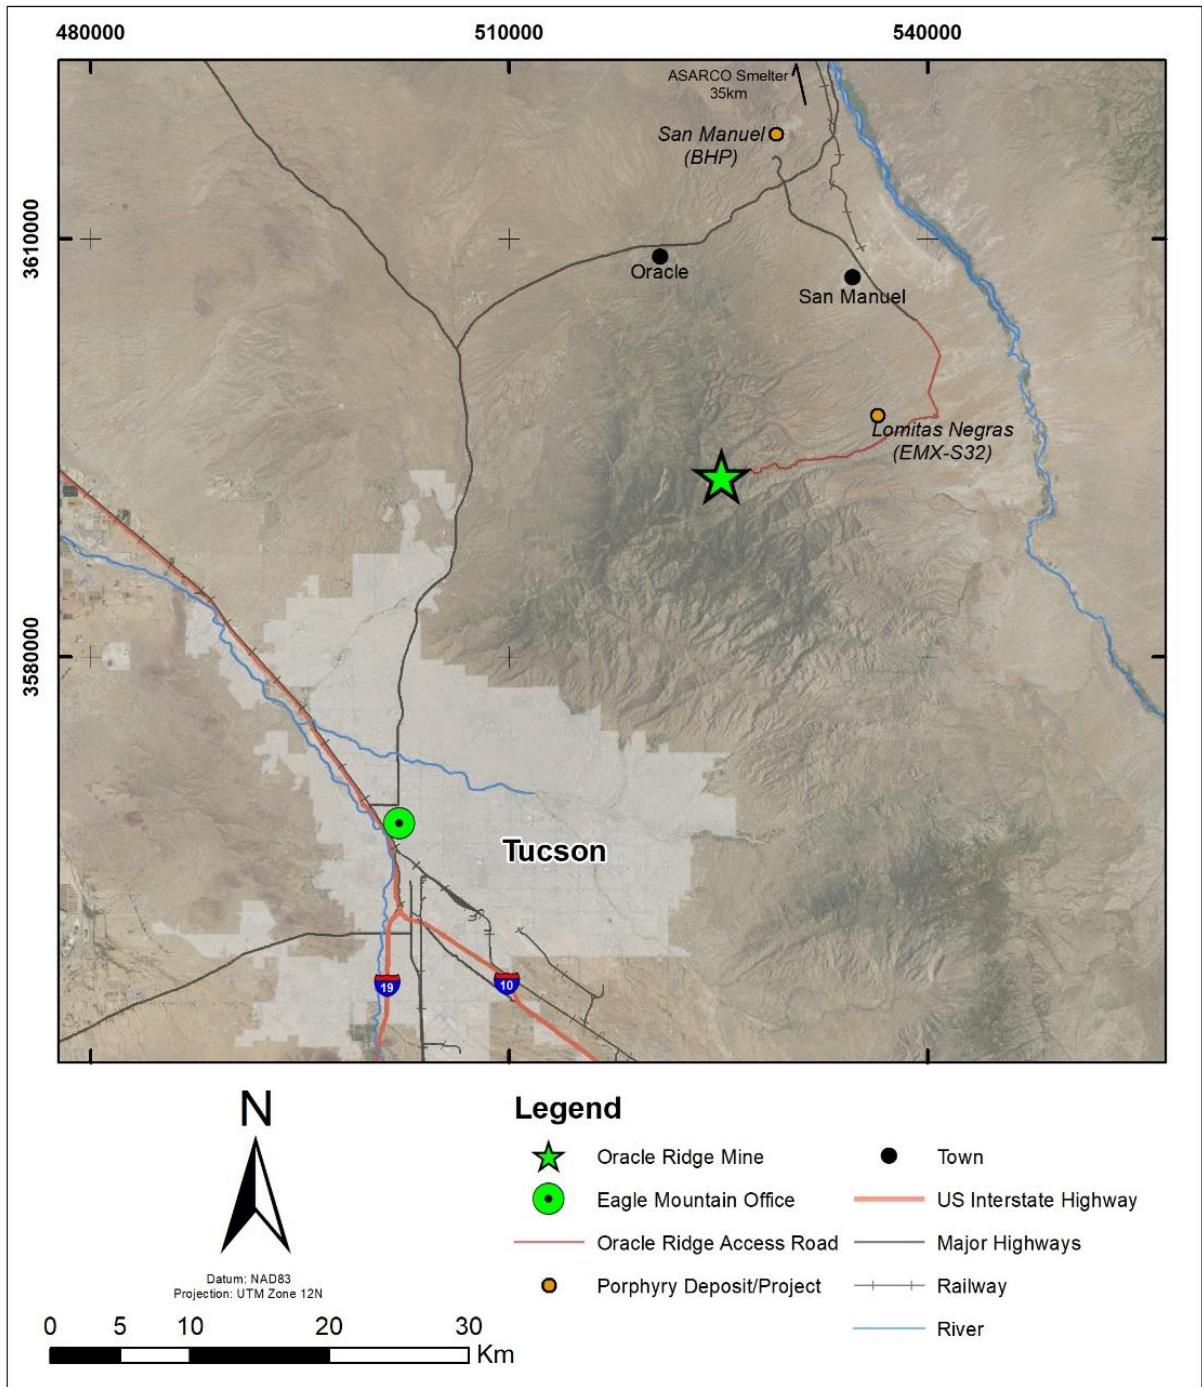 480000
510000
540000
ASARCO Smelter
35km
San Manuel
(BHP)
3610000
Oracle
San Manuel
Lomitas Negras
(EMX-S32)
3580000
Tucson
19
10
N
Datum: NAD83
Projection: UTM Zone 12N
0 5 10 20 30
Km
Legend
Oracle Ridge Mine
Eagle Mountain Office
Oracle Ridge Access Road
Porphyry Deposit/Project
Town
US Interstate Highway
Major Highways
Railway
River